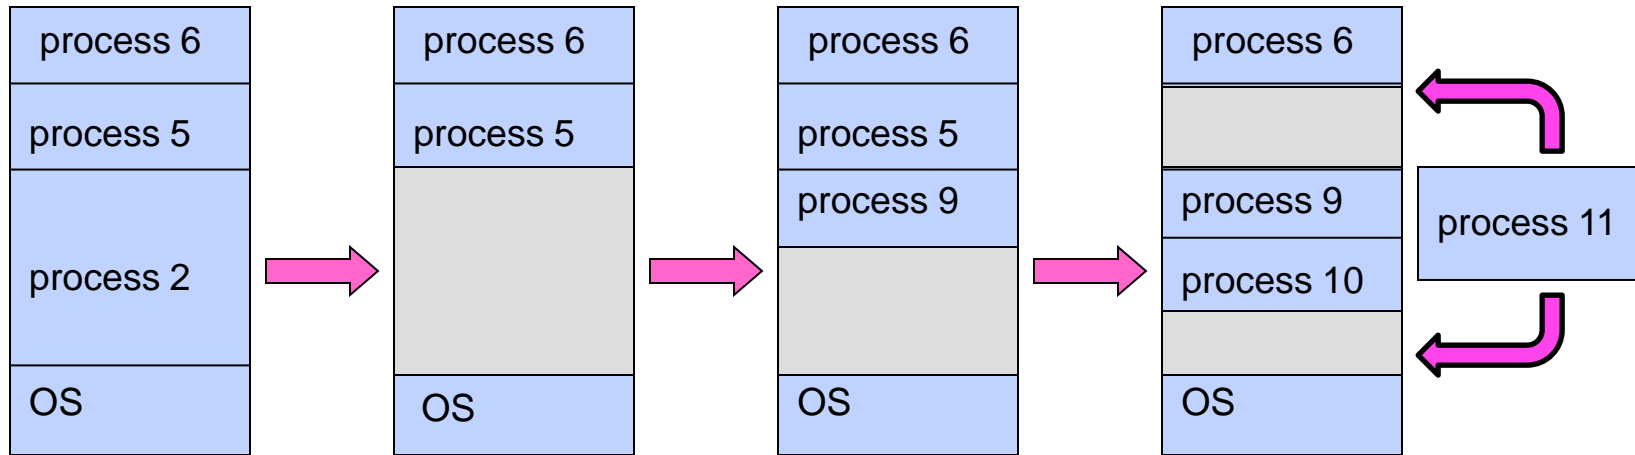 process 6
process 5
process 2
OS
process 6
process 5
OS
process 6
process 5
process 9
OS
process 6
process 9
process 10
OS
process 11